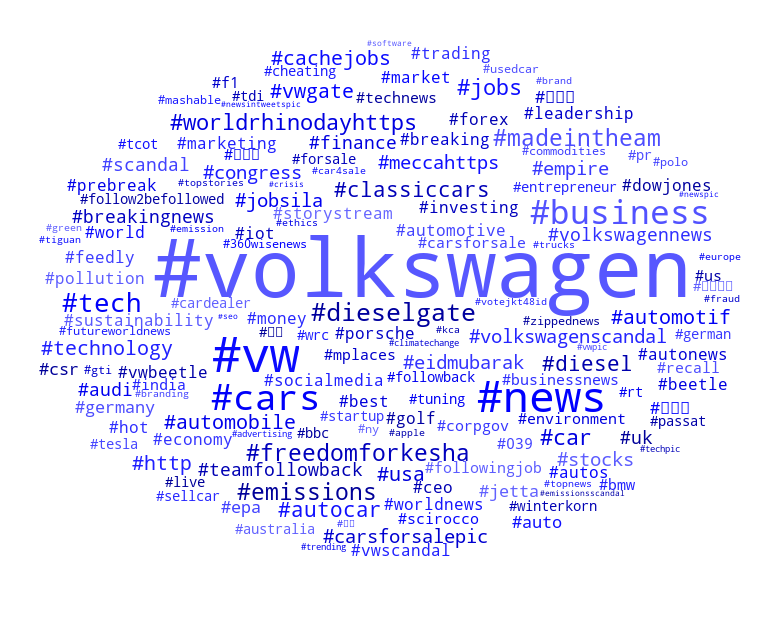 #software
#cachejobs #trading
#cheating #market #usedcar
#f1 #vwgate #jobs #brand
#mashable #tdi #newsintweetspic #technews
#worldrhinodayhttps #forex #leadership
#tcot #marketing #finance #breaking #madeintheam
#scandal #forsale #meccahttps #commodities #pr #polo
#congress #car4sale #empire
#prebreak #topstories #crisis #classiccars #entrepreneur #dowjones
#follow2befollowed #jobsila #investing #business #newspic
#breakingnews #storystream
#world #emission #iot #ethics #automotive #volkswagennews
#green #tiguan #360wisenews #carsforsale #trucks
#feedly #volkswagen #europe
#pollution #us
#tech #cardealer #dieselgate #votejkt48id #fraud
#sustainability #seo #money #zippednews #automotif
#futureworldnews #wrc #porsche #kca #volkswagenscandal #german
#technology #vw #mplaces #climatechange #vwpic #autonews
#csr #gti #vwbeetle #eidmubarak #diesel #recall
#audi #india #socialmedia #followback #businessnews #beetle
#branding #cars #best #tuning #news #rt
#germany #startup #golf #environment #passat
#hot #automobile #ny #apple #corpgov
#tesla #economy #advertising #bbc #039 #car #uk
#freedomforkesha #techpic
#http #teamfollowback #usa #followingjob #stocks
#live #autos
#sellcar #emissions #ceo #jetta #topnews #bmw
#emissionsscandal
#epa #autocar #worldnews #winterkorn
#australia #scirocco #auto
#carsforsalepic
#trending #vwscandal